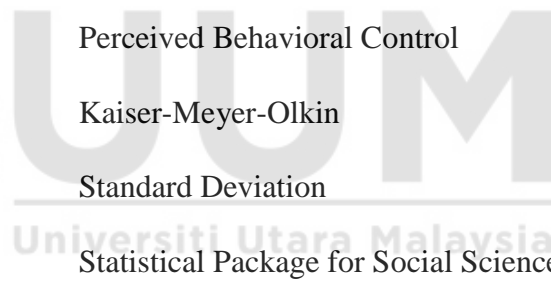 Perceived Behavioral Control
UUM
Kaiser-Meyer-Olkin
Standard Deviation
Universiti Utara Malaysia
Statistical Package for Social Science